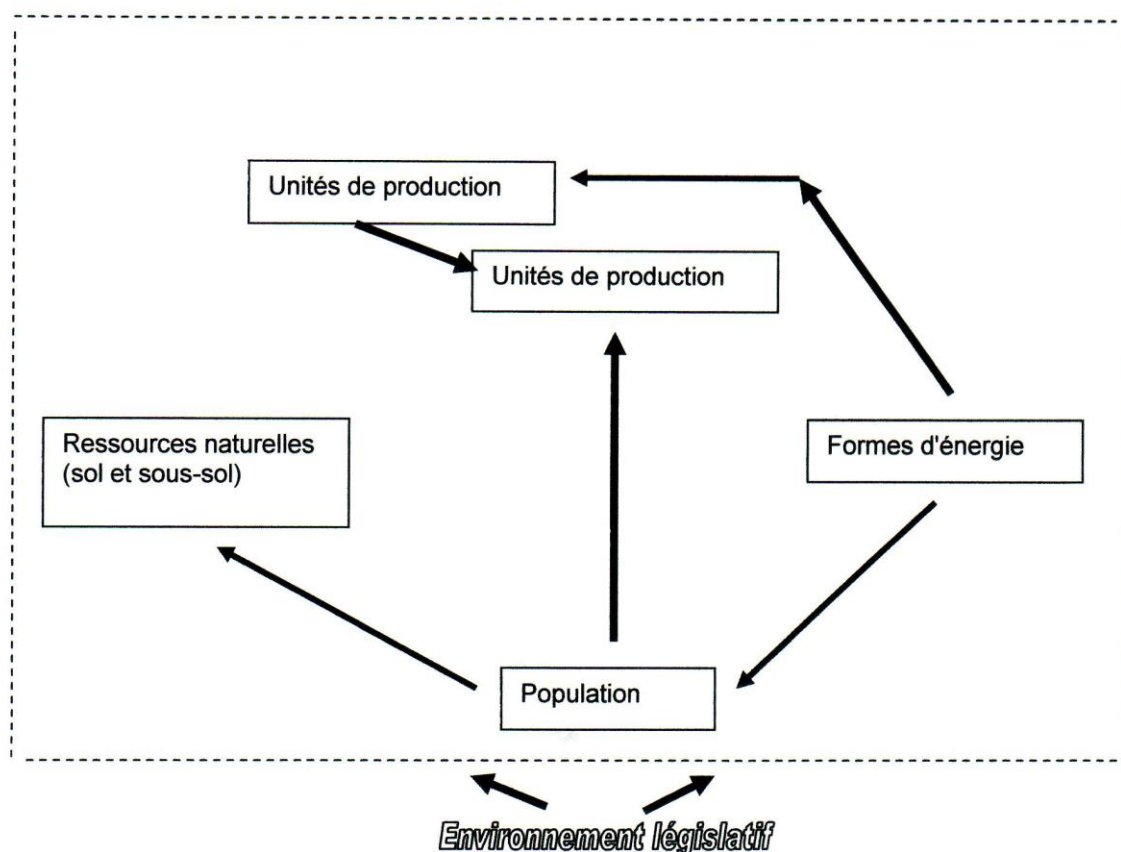 Unités de production
Unités de production
Ressources naturelles
(sol et sous-sol)
Formes d'énergie
Population
Environnement législatif